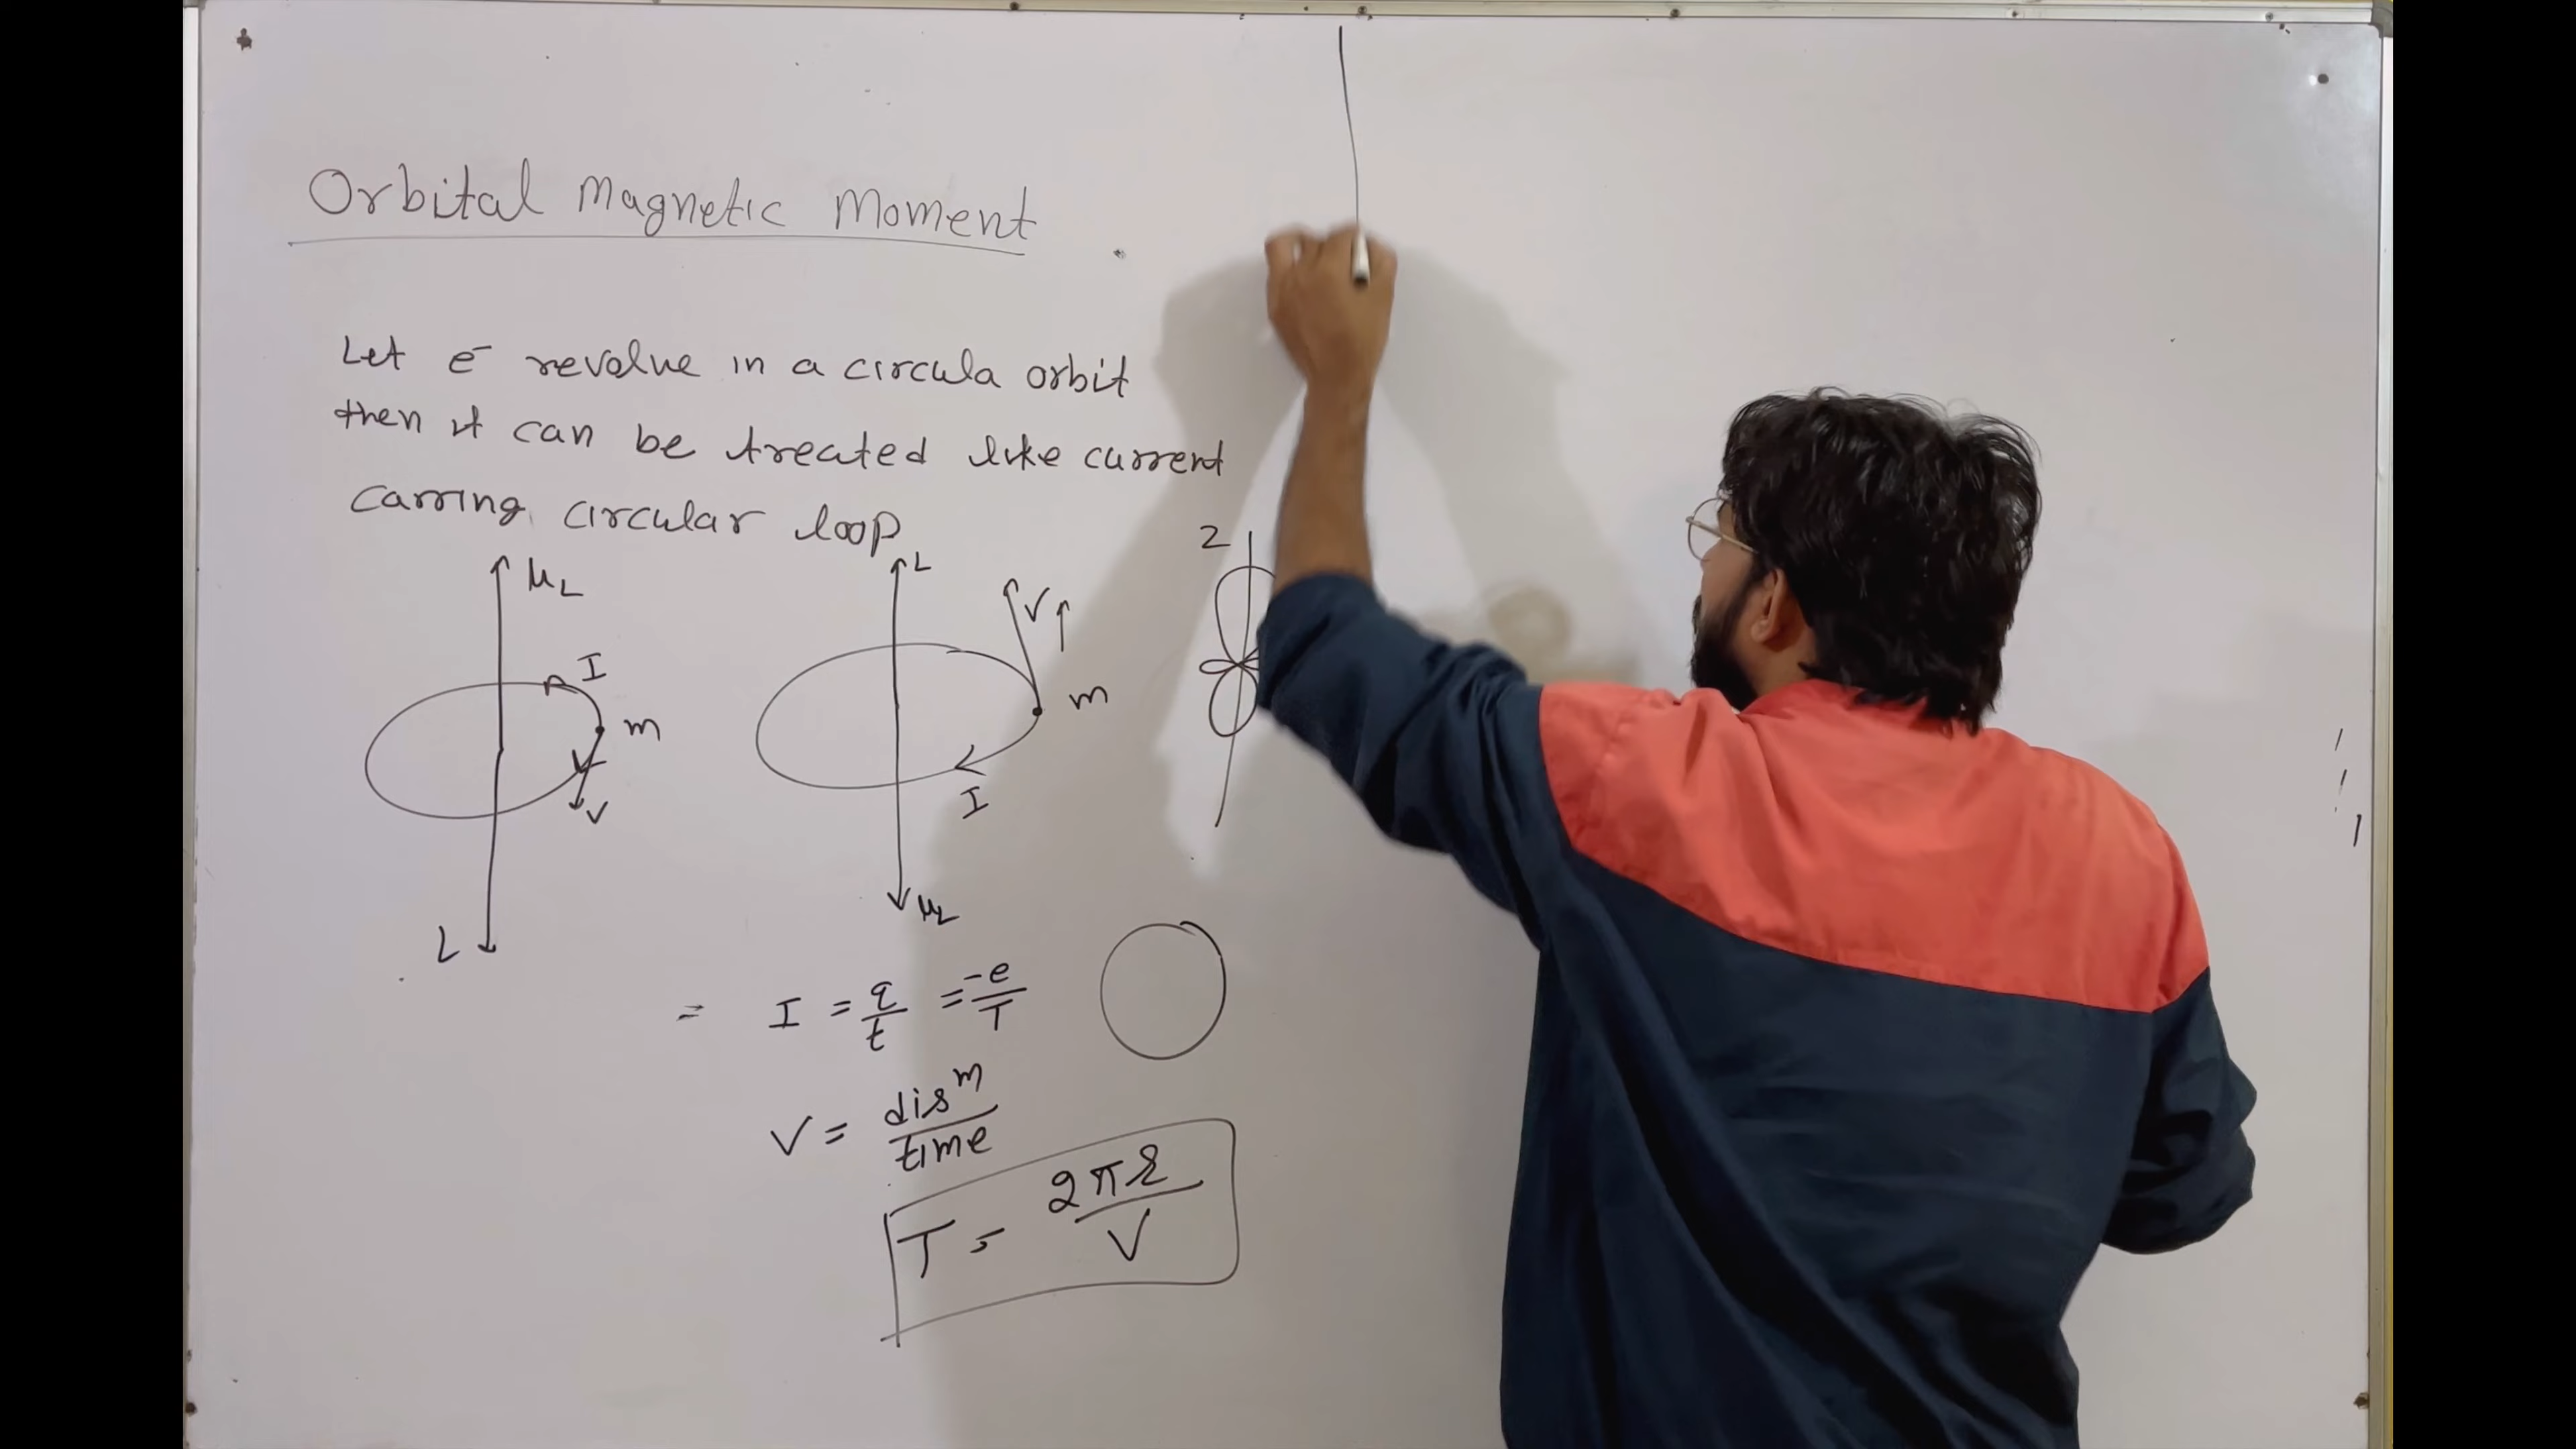 Orbital Magnetic Moment
Let e⁻ revolve in a circula orbit
then it can be treated like current
carring circular loop
μL
I
m
V
L
L
V
m
I
μL
Z
= I = q/t = -e/T
V = disᵐ/time
T = 2πr/V